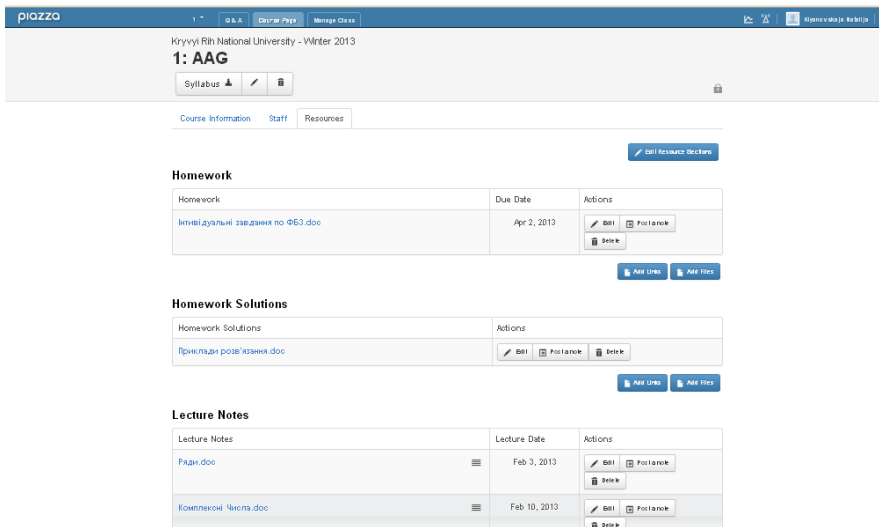 piazza
1 Q & A Course Page Manage Class Kiyanovskaja Natalija
Kryvyi Rih National University - Winter 2013
1: AAG
Syllabus
Course Information Staff Resources
Edit Resource Sections
Homework
Homework Due Date Actions
Інтивідуальні завдання по ФБЗ.doc Apr 2, 2013 Edit Post a note
Delete
Add Links Add Files
Homework Solutions
Homework Solutions Actions
Приклади розв'язання.doc Edit Post a note Delete
Add Links Add Files
Lecture Notes
Lecture Notes Lecture Date Actions
Ряди.doc Feb 3, 2013 Edit Post a note
Delete
Комплексні Числа.doc Feb 10, 2013 Edit Post a note
Delete